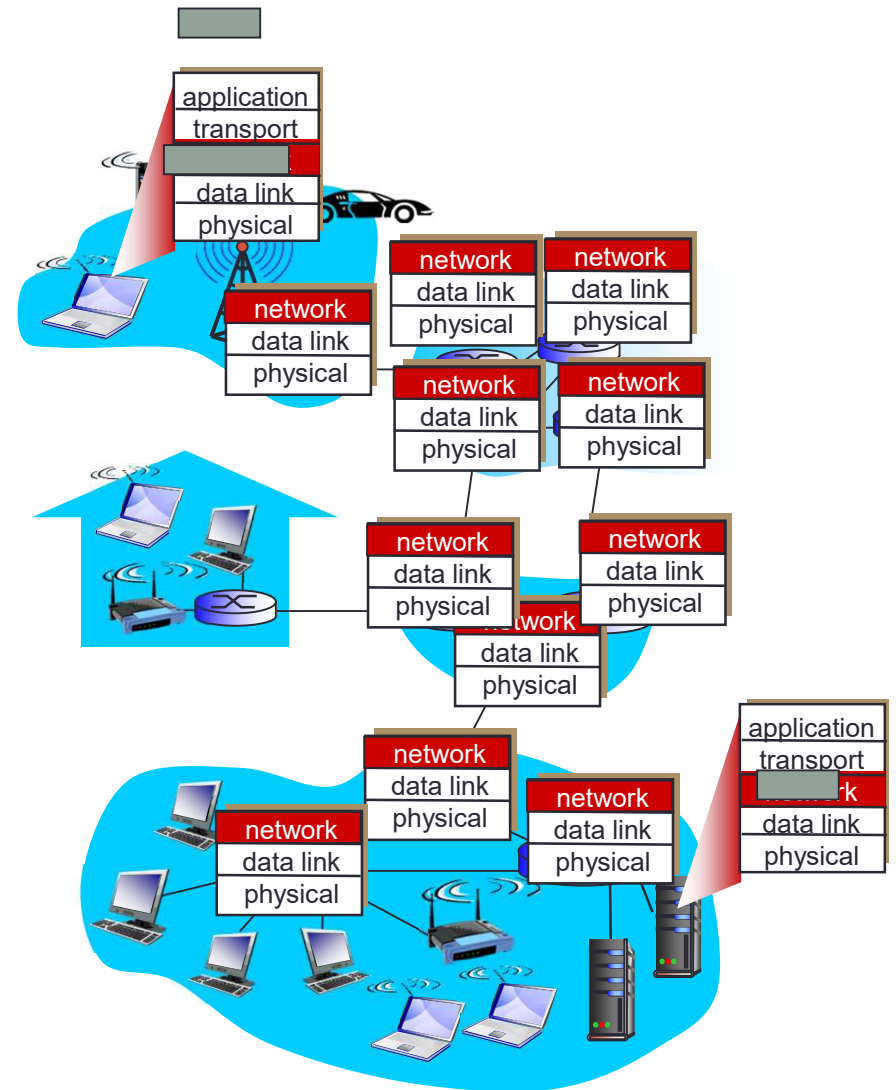 application
transport
data link
physical
network
data link
physical
network
data link
physical
network
data link
physical
network
data link
physical
network
data link
physical
network
data link
physical
network
data link
physical
network
data link
physical
network
data link
physical
network
data link
physical
network
data link
physical
application
transport
network
data link
physical